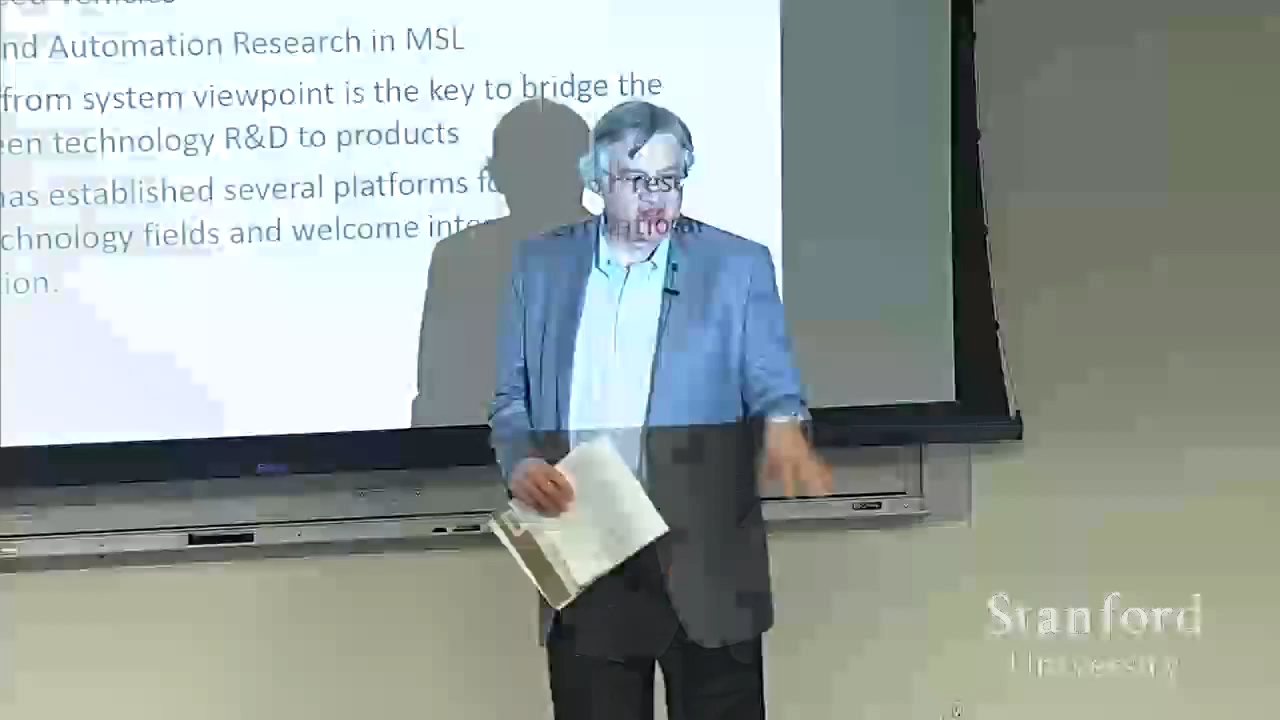 nd Automation Research in MSL
from system viewpoint is the key to bridge the
een technology R&D to products
has established several platforms fo
chnology fields and welcome inte
ion.
Stanford
University